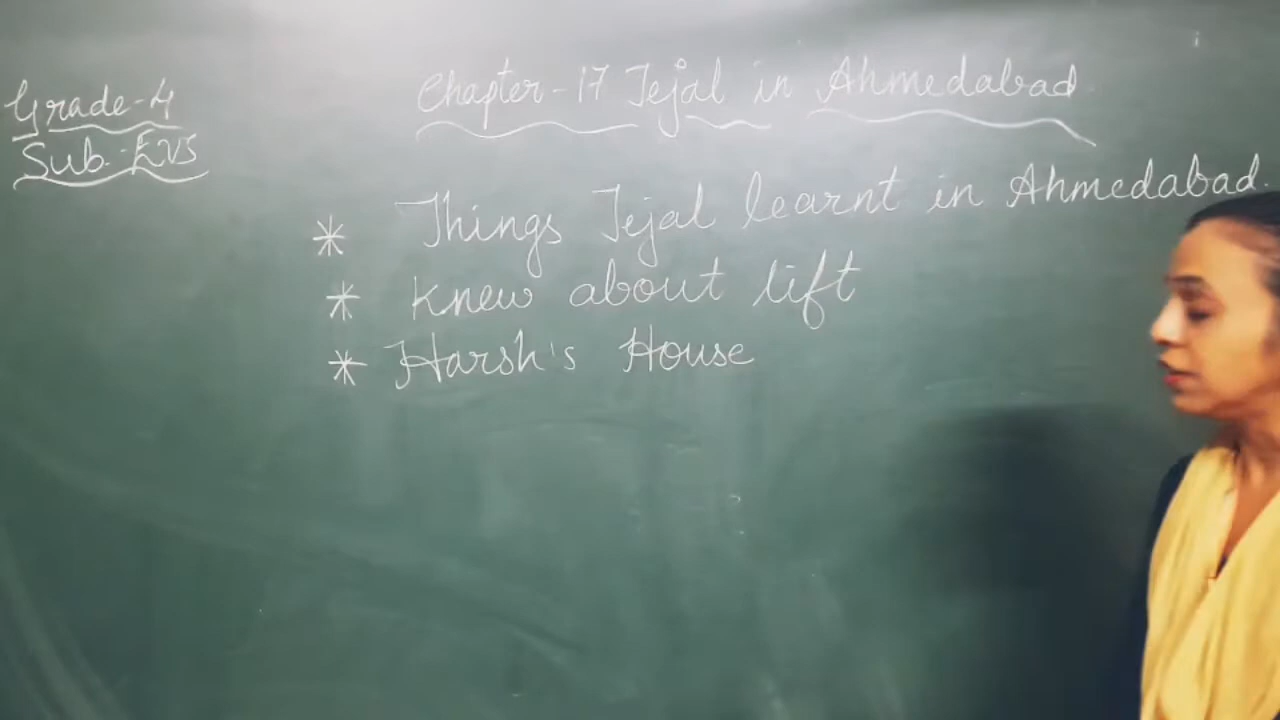 Grade-4
Sub-EVS
Chapter-17 Tejal in Ahmedabad
* Things Tejal learnt in Ahmedabad.
* Knew about lift
* Harsh's House